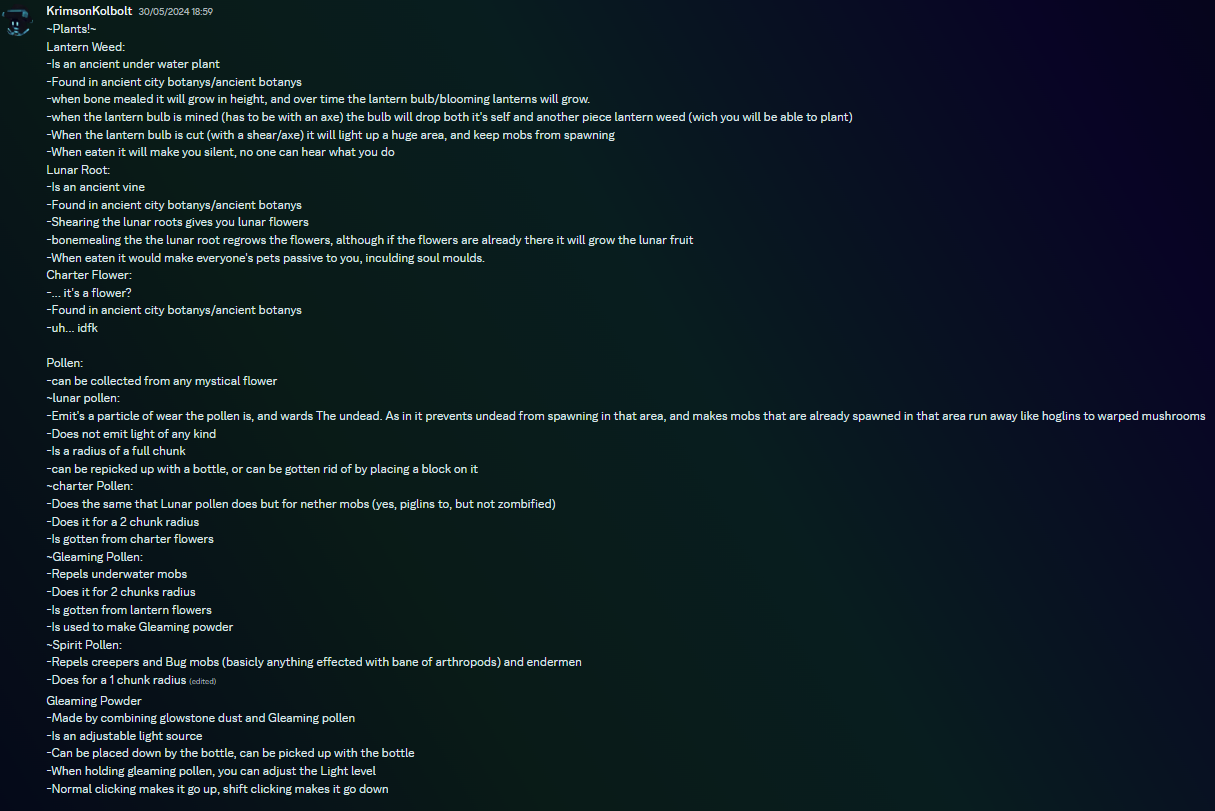 KrimsonKolbolt 30/05/2024 18:59
~Plants!~
Lantern Weed:
-Is an ancient under water plant
-Found in ancient city botanys/ancient botanys
-when bone mealed it will grow in height, and over time the lantern bulb/blooming lanterns will grow.
-when the lantern bulb is mined (has to be with an axe) the bulb will drop both it's self and another piece lantern weed (wich you will be able to plant)
-When the lantern bulb is cut (with a shear/axe) it will light up a huge area, and keep mobs from spawning
-When eaten it will make you silent, no one can hear what you do
Lunar Root:
-Is an ancient vine
-Found in ancient city botanys/ancient botanys
-Shearing the lunar roots gives you lunar flowers
-bonemealing the the lunar root regrows the flowers, although if the flowers are already there it will grow the lunar fruit
-When eaten it would make everyone's pets passive to you, inculding soul moulds.
Charter Flower:
-... it's a flower?
-Found in ancient city botanys/ancient botanys
-uh... idfk
Pollen:
-can be collected from any mystical flower
~lunar pollen:
-Emit's a particle of wear the pollen is, and wards The undead. As in it prevents undead from spawning in that area, and makes mobs that are already spawned in that area run away like hoglins to warped mushrooms
-Does not emit light of any kind
-Is a radius of a full chunk
-can be repicked up with a bottle, or can be gotten rid of by placing a block on it
~charter Pollen:
-Does the same that Lunar pollen does but for nether mobs (yes, piglins to, but not zombified)
-Does it for a 2 chunk radius
-Is gotten from charter flowers
~Gleaming Pollen:
-Repels underwater mobs
-Does it for 2 chunks radius
-Is gotten from lantern flowers
-Is used to make Gleaming powder
~Spirit Pollen:
-Repels creepers and Bug mobs (basicly anything effected with bane of arthropods) and endermen
-Does for a 1 chunk radius (edited)
Gleaming Powder
-Made by combining glowstone dust and Gleaming pollen
-Is an adjustable light source
-Can be placed down by the bottle, can be picked up with the bottle
-When holding gleaming pollen, you can adjust the Light level
-Normal clicking makes it go up, shift clicking makes it go down